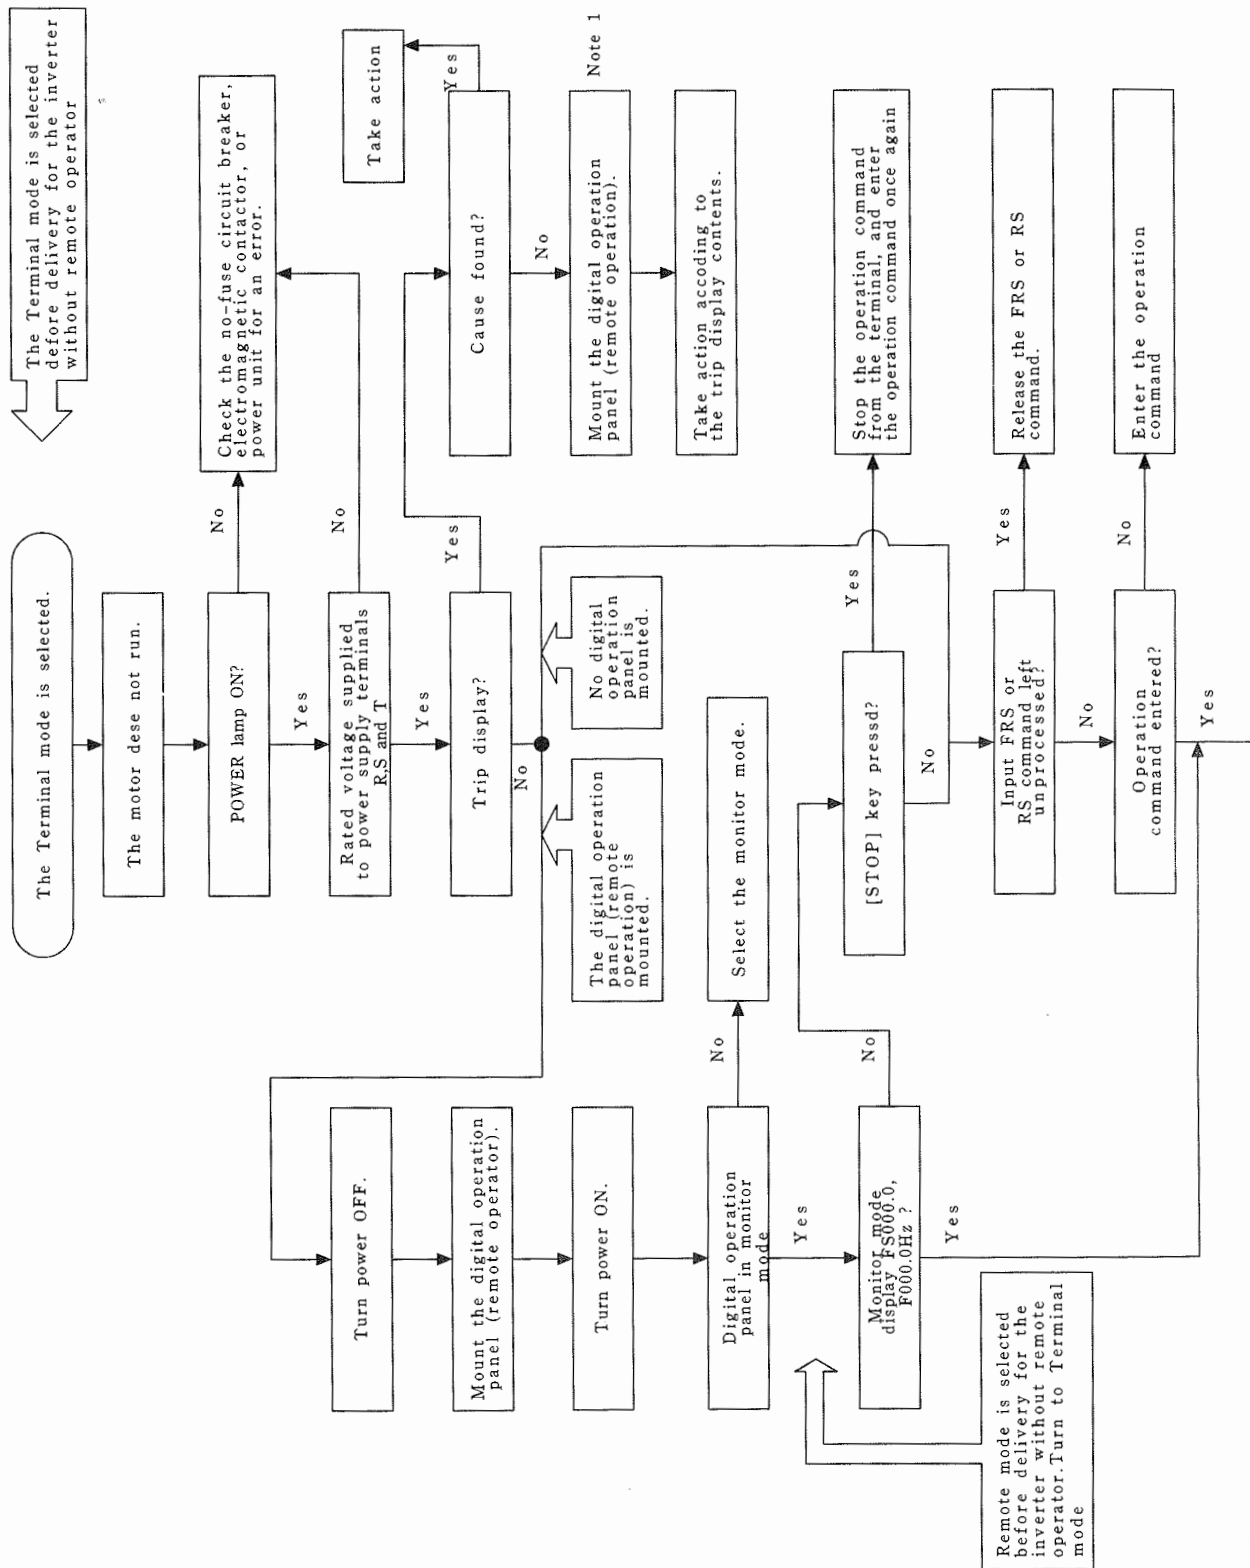 The Terminal mode is selected
defore delivery for the inverter
without remote operator
The Terminal mode is selected.
The motor dese not run.
POWER lamp ON?
No
Check the no-fuse circuit breaker,
electromagnetic contactor, or
power unit for an error.
Yes
Rated voltage supplied
to power supply terminals
R,S and T
No
Yes
Trip display?
Yes
Take action
Yes
Cause found?
No
Mount the digital operation
panel (remote operation).
Note 1
Take action accoding to
the trip display contents.
No
The digital operation
panel (remote
operation) is
mounted.
No digital
operation
panel is
mounted.
Turn power OFF.
Mount the digital operation
panel (remote operator).
Turn power ON.
Digital operation
panel in monitor
mode
No
Select the monitor mode.
Yes
Monitor mode
display FS000.0,
F000.0Hz ?
No
Yes
[STOP] key pressd?
Yes
Stop the operation command
from the terminal, and enter
the operation command once again
No
Input FRS or
RS command left
unprocessed?
Yes
Release the FRS or RS
command.
No
Operation
command entered?
No
Enter the operation
command
Yes
Remote mode is selected
before delivery for the
inverter without remote
operator.Turn to Terminal
mode